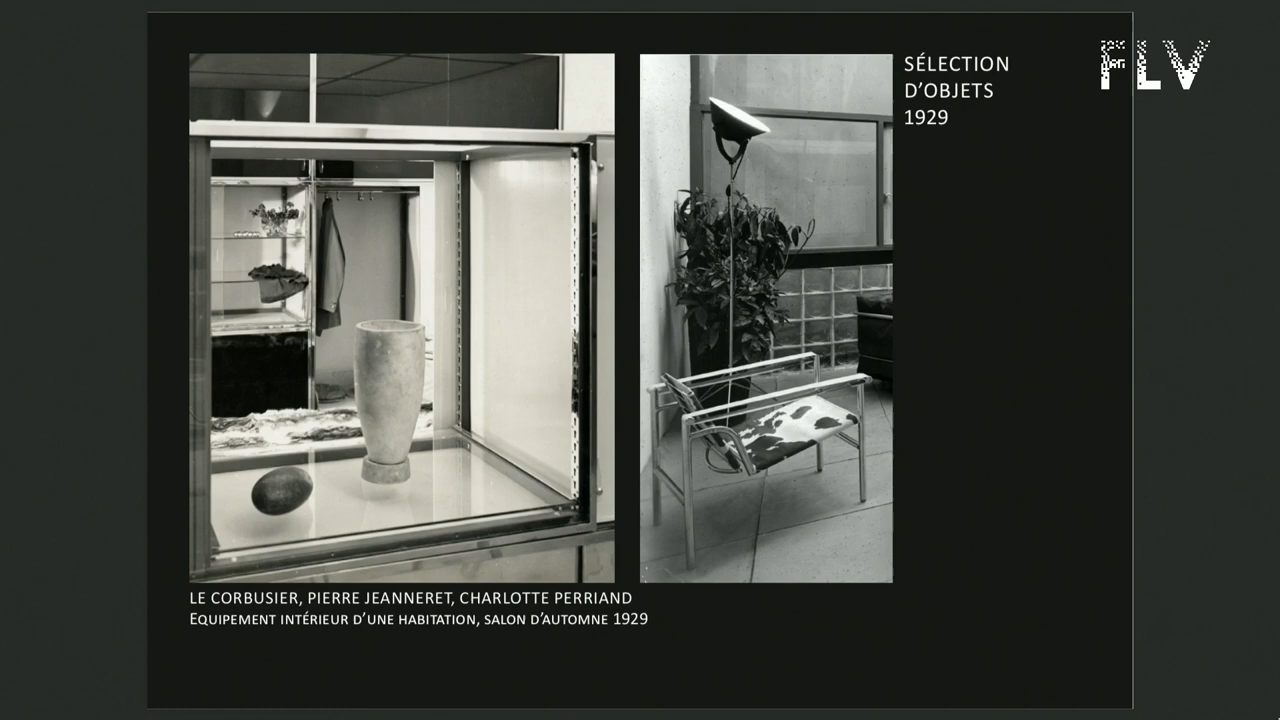 SÉLECTION
D'OBJETS
1929
FLV
LE CORBUSIER, PIERRE JEANNERET, CHARLOTTE PERRIAND
EQUIPEMENT INTÉRIEUR D'UNE HABITATION, SALON D'AUTOMNE 1929